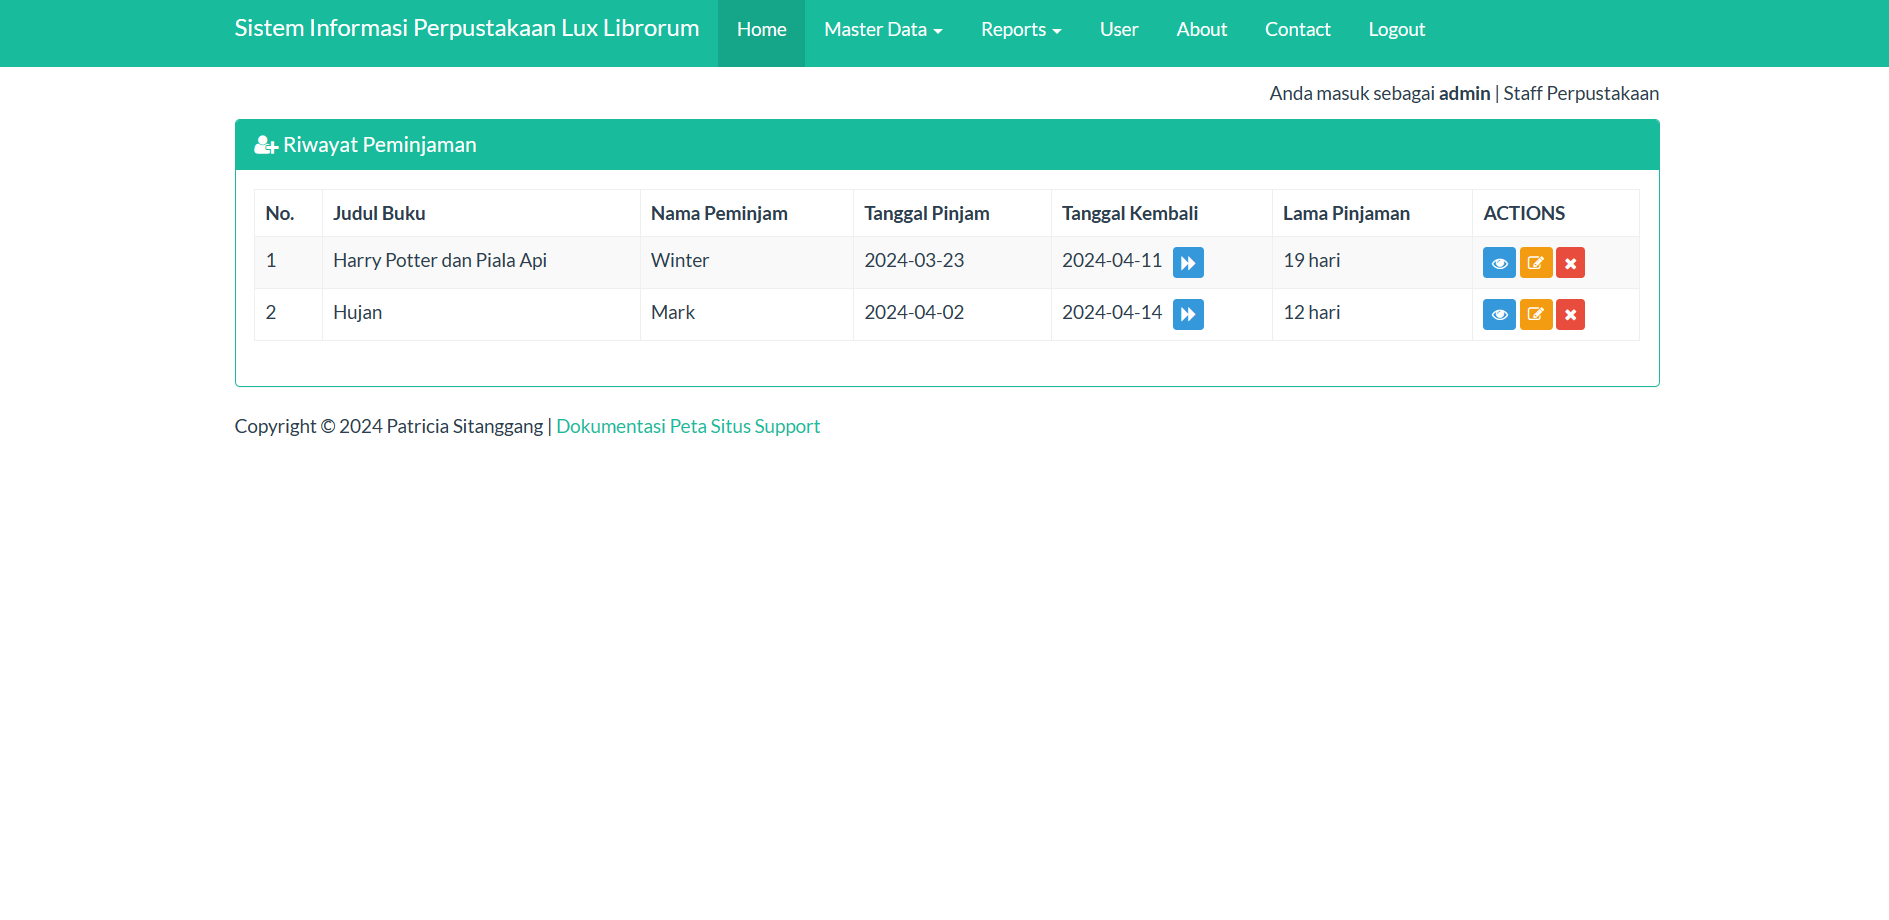 Sistem Informasi Perpustakaan Lux Librorum Home Master Data Reports User About Contact Logout
Anda masuk sebagai admin | Staff Perpustakaan
Riwayat Peminjaman
No. Judul Buku Nama Peminjam Tanggal Pinjam Tanggal Kembali Lama Pinjaman ACTIONS
1 Harry Potter dan Piala Api Winter 2024-03-23 2024-04-11 19 hari
2 Hujan Mark 2024-04-02 2024-04-14 12 hari
Copyright © 2024 Patricia Sitanggang | Dokumentasi Peta Situs Support